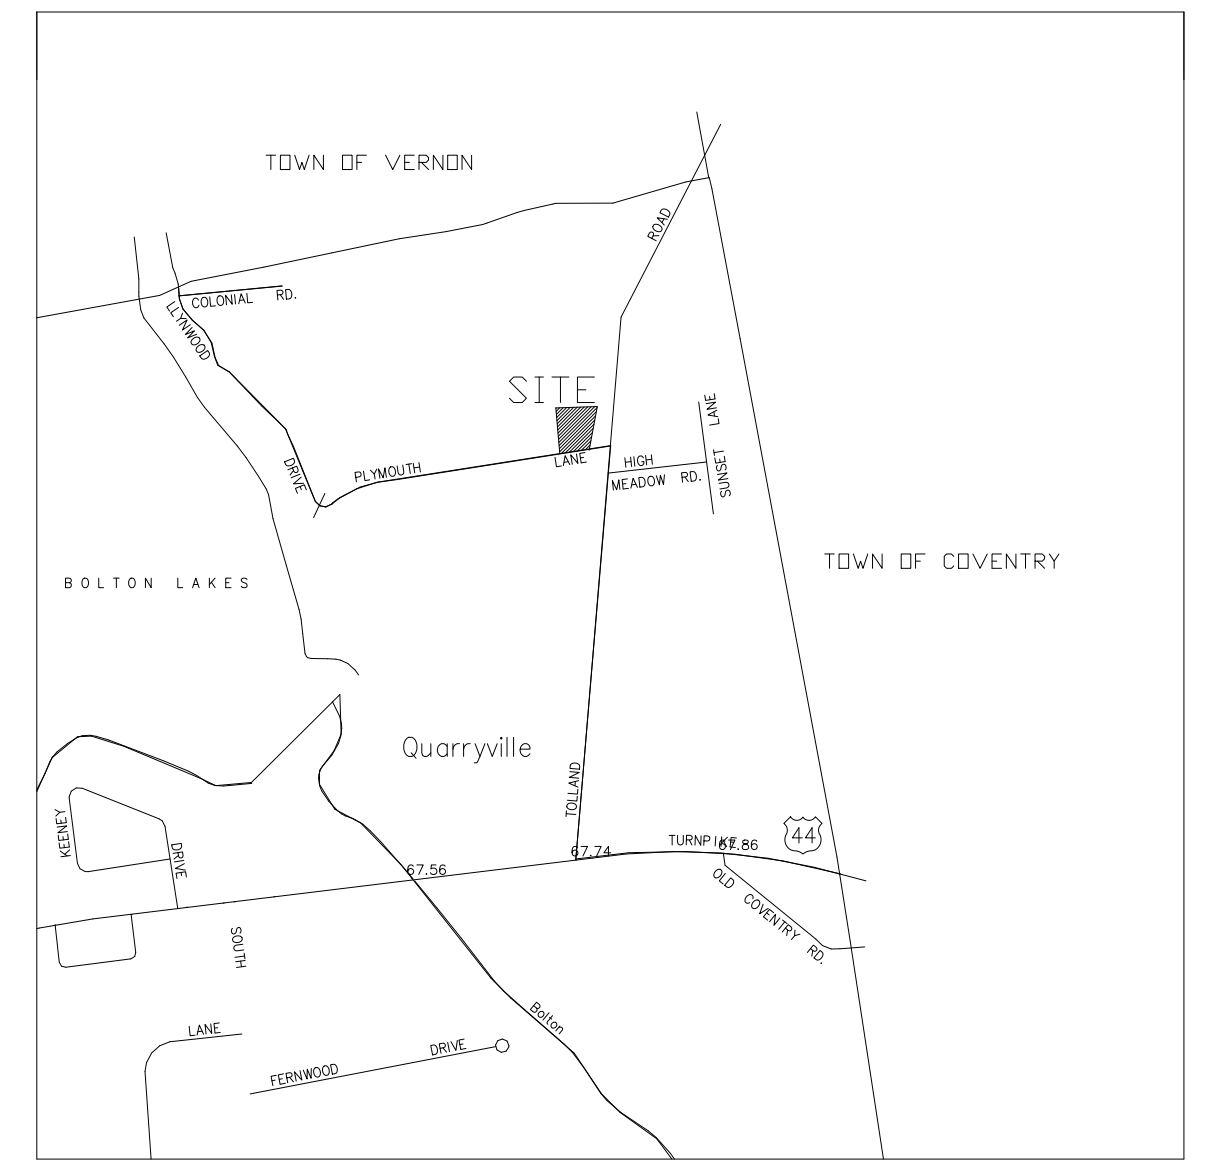 TOWN OF VERNON
ROAD
COLONIAL RD.
LLYNWOOD
DRIVE
SITE
PLYMOUTH
LANE
HIGH
MEADOW RD.
SUNSET LANE
TOWN OF COVENTRY
BOLTON LAKES
Quarryville
TOLLAND
KEENEY
DRIVE
TURNPIKE
44
67.56
67.74
67.86
OLD COVENTRY RD.
SOUTH
LANE
FERNWOOD DRIVE
Bolton